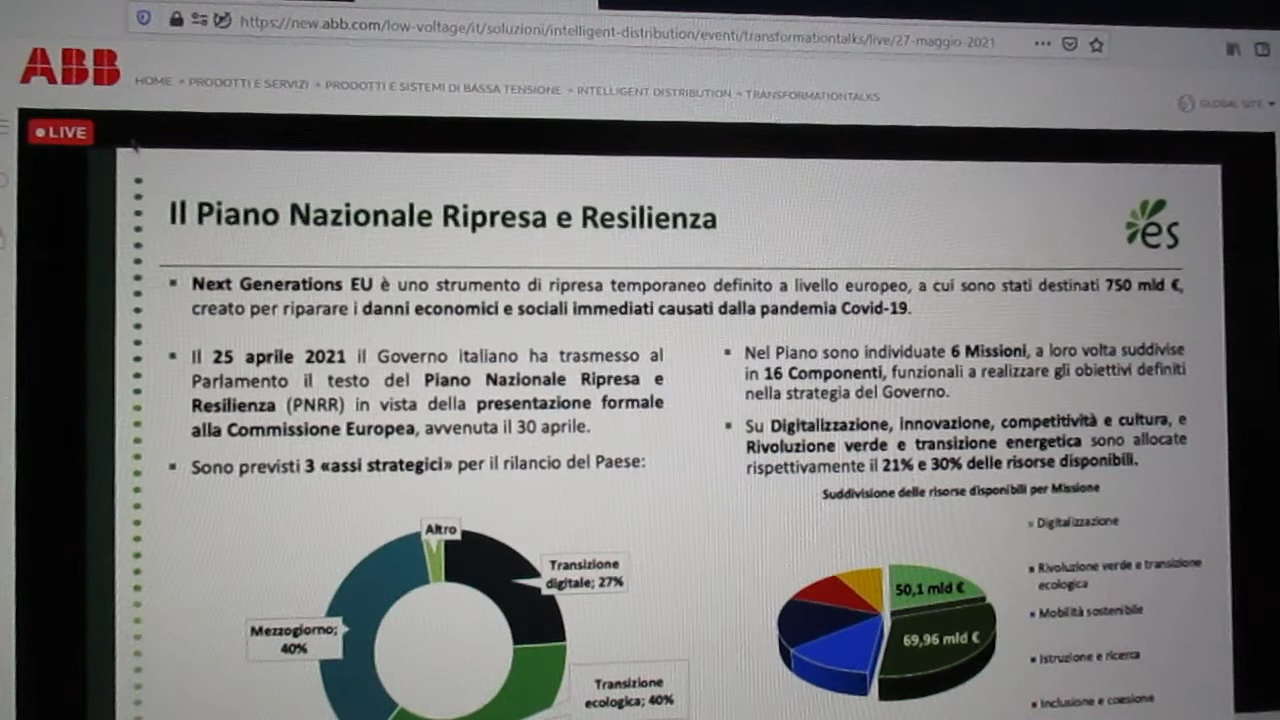 https://new.abb.com/low-voltage/it/soluzioni/intelligent-distribution/eventi/transformationtalks/live/27-maggio-2021
ABB
HOME » PRODOTTI E SERVIZI » PRODOTTI E SISTEMI DI BASSA TENSIONE » INTELLIGENT DISTRIBUTION » TRANSFORMATIONTALKS
GLOBAL SITE
LIVE
Il Piano Nazionale Ripresa e Resilienza
es
▪ Next Generations EU è uno strumento di ripresa temporaneo definito a livello europeo, a cui sono stati destinati 750 mld €,
creato per riparare i danni economici e sociali immediati causati dalla pandemia Covid-19.
▪ Il 25 aprile 2021 il Governo italiano ha trasmesso al
Parlamento il testo del Piano Nazionale Ripresa e
Resilienza (PNRR) in vista della presentazione formale
alla Commissione Europea, avvenuta il 30 aprile.
▪ Sono previsti 3 «assi strategici» per il rilancio del Paese:
▪ Nel Piano sono individuate 6 Missioni, a loro volta suddivise
in 16 Componenti, funzionali a realizzare gli obiettivi definiti
nella strategia del Governo.
▪ Su Digitalizzazione, innovazione, competitività e cultura, e
Rivoluzione verde e transizione energetica sono allocate
rispettivamente il 21% e 30% delle risorse disponibili.
Altro
Transizione
digitale; 27%
Mezzogiorno;
40%
Transizione
ecologica; 40%
Suddivisione delle risorse disponibili per Missione
50,1 mld €
69,96 mld €
▪ Digitalizzazione
▪ Rivoluzione verde e transizione
ecologica
▪ Mobilità sostenibile
▪ Istruzione e ricerca
▪ Inclusione e coesione